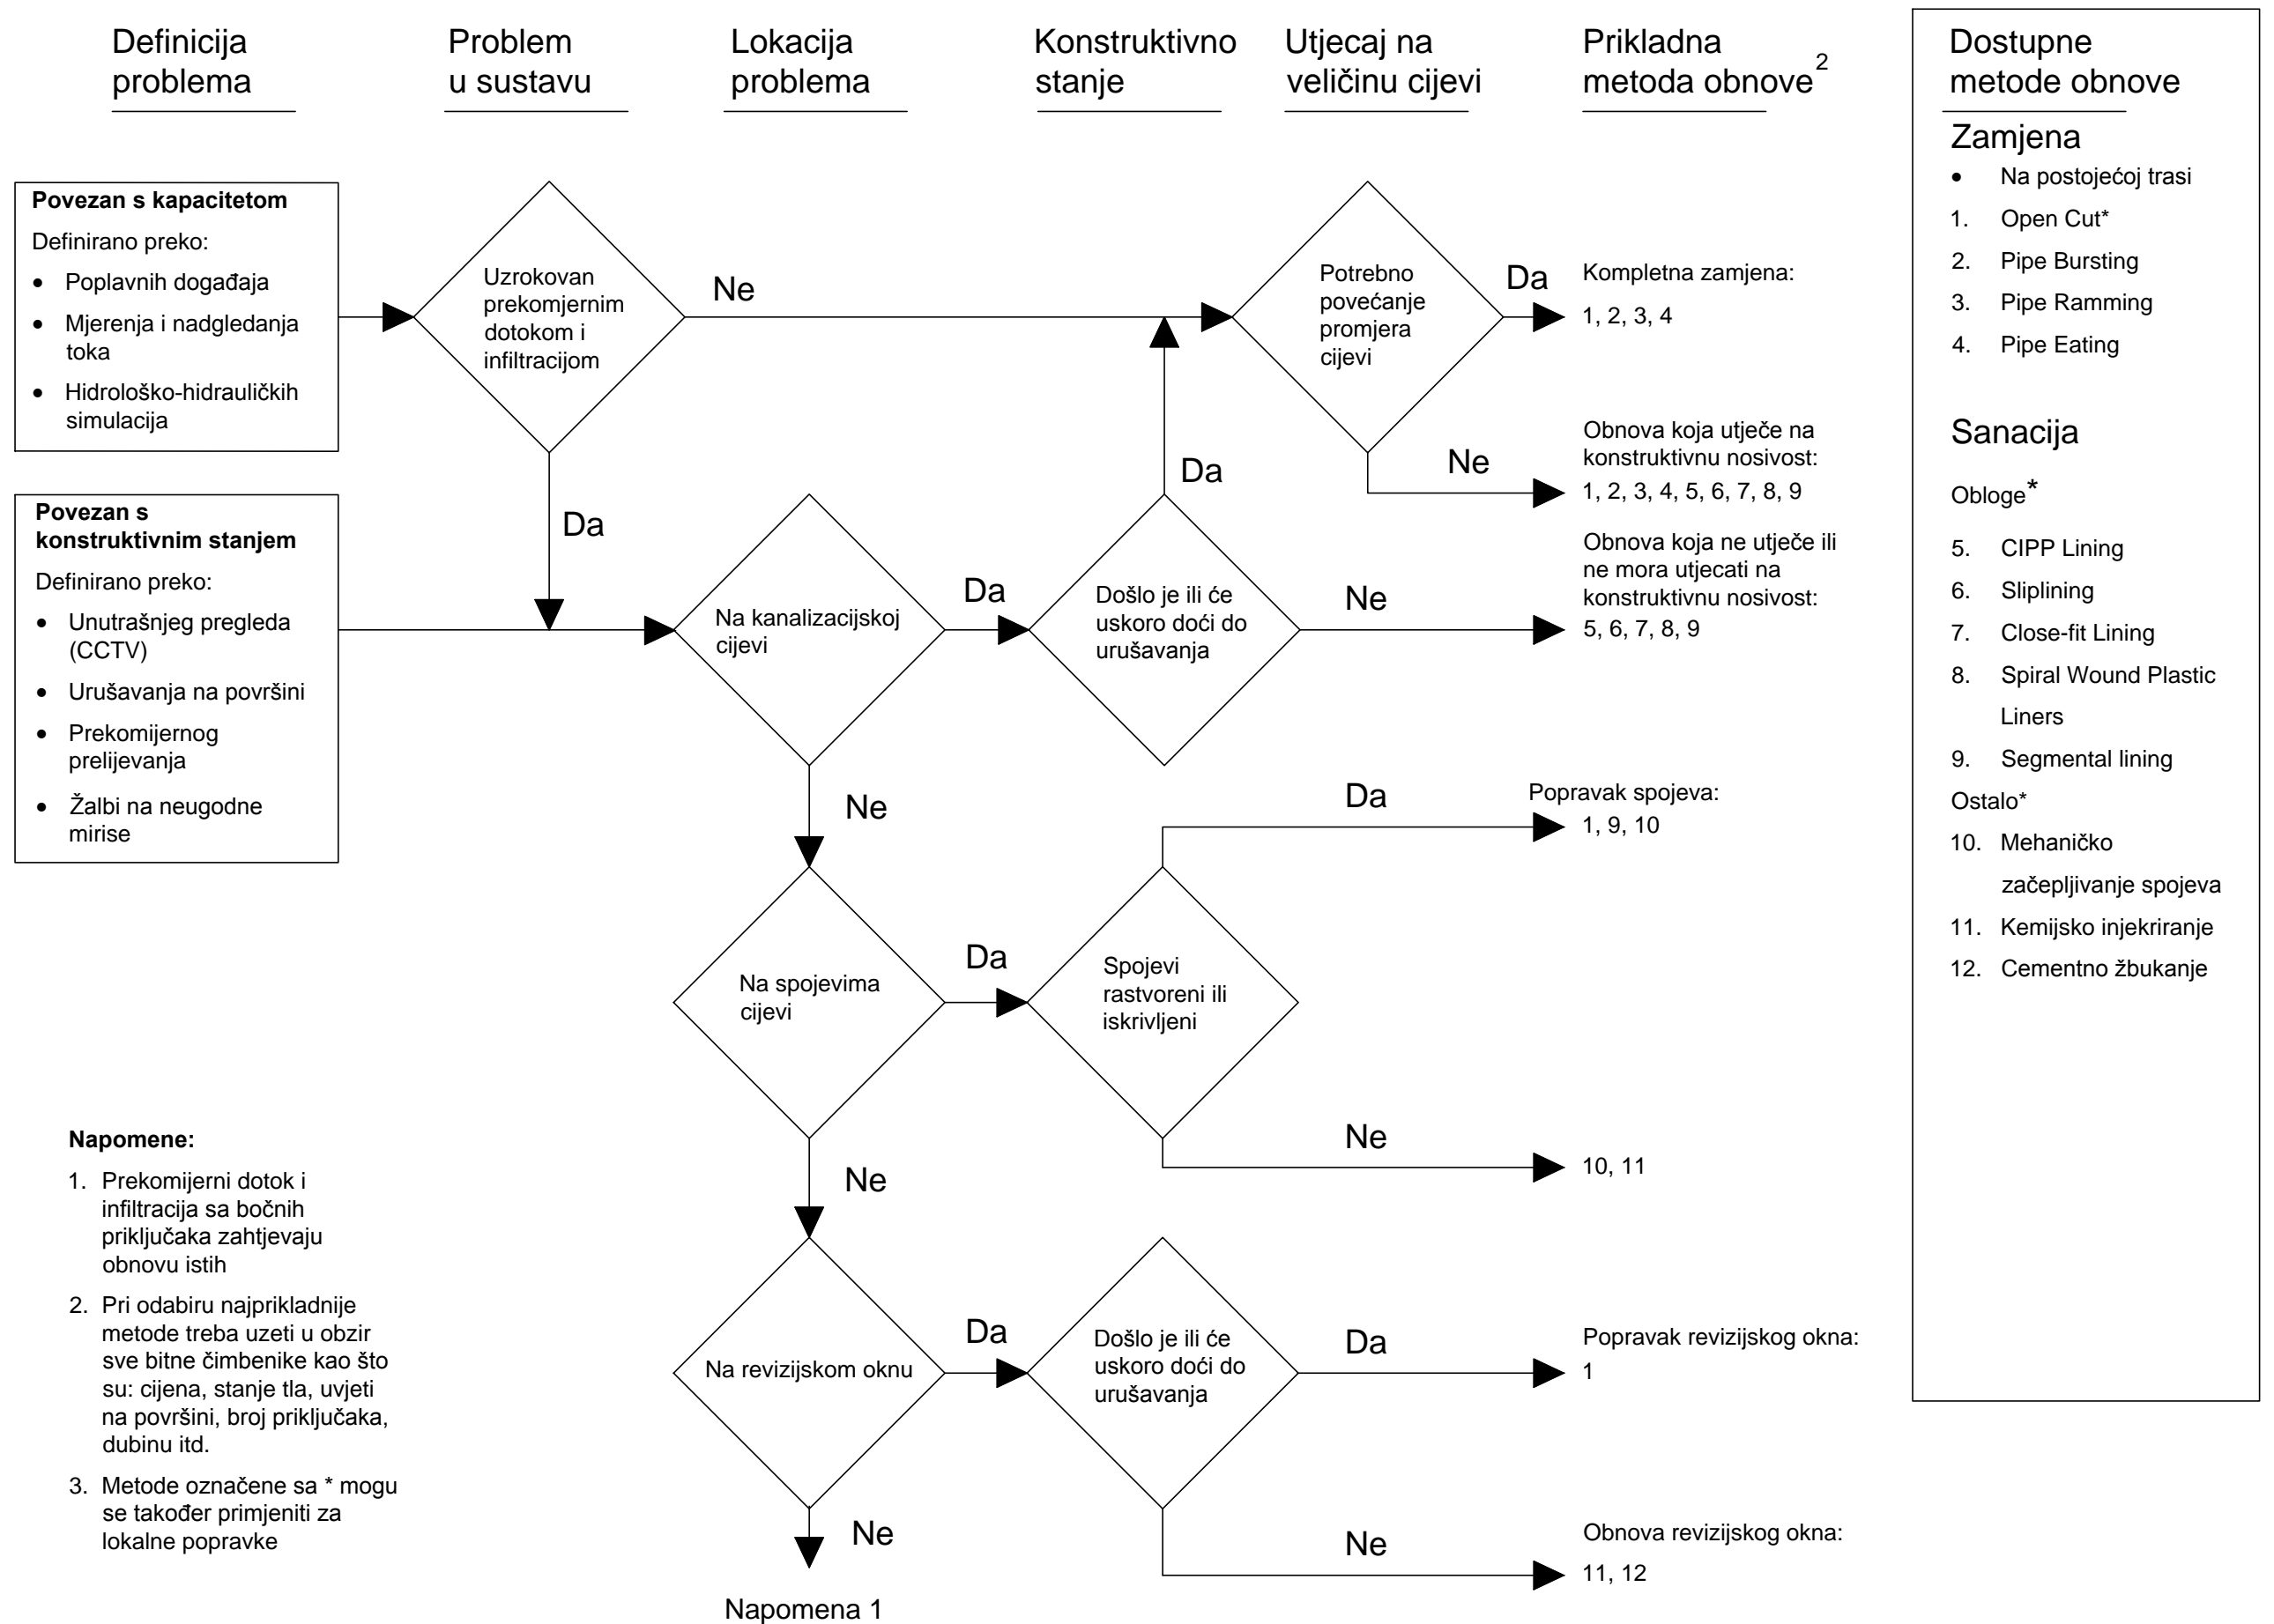 Definicija
problema
Problem
u sustavu
Lokacija
problema
Konstruktivno
stanje
Utjecaj na
veličinu cijevi
Prikladna
metoda obnove 2
Dostupne
metode obnove
Povezan s kapacitetom
Definirano preko:
• Poplavnih događaja
• Mjerenja i nadgledanja
toka
• Hidrološko-hidrauličkih
simulacija
Uzrokovan
prekomjernim
dotokom i
infiltracijom
Ne
Da
Potrebno
povećanje
promjera
cijevi
Da
Kompletna zamjena:
1, 2, 3, 4
Ne
Obnova koja utječe na
konstruktivnu nosivost:
1, 2, 3, 4, 5, 6, 7, 8, 9
Povezan s
konstruktivnim stanjem
Definirano preko:
• Unutrašnjeg pregleda
(CCTV)
• Urušavanja na površini
• Prekomijernog
prelijevanja
• Žalbi na neugodne
mirise
Na kanalizacijskoj
cijevi
Da
Došlo je ili će
uskoro doći do
urušavanja
Da
Ne
Obnova koja ne utječe ili
ne mora utjecati na
konstruktivnu nosivost:
5, 6, 7, 8, 9
Ne
Na spojevima
cijevi
Da
Spojevi
rastvoreni ili
iskrivljeni
Da
Popravak spojeva:
1, 9, 10
Ne
10, 11
Ne
Na revizijskom oknu
Da
Došlo je ili će
uskoro doći do
urušavanja
Da
Popravak revizijskog okna:
1
Ne
Obnova revizijskog okna:
11, 12
Ne
Napomena 1
Napomene:
1. Prekomijerni dotok i
infiltracija sa bočnih
priključaka zahtjevaju
obnovu istih
2. Pri odabiru najprikladnije
metode treba uzeti u obzir
sve bitne čimbenike kao što
su: cijena, stanje tla, uvjeti
na površini, broj priključaka,
dubinu itd.
3. Metode označene sa * mogu
se također primjeniti za
lokalne popravke
Zamjena
• Na postojećoj trasi
1. Open Cut*
2. Pipe Bursting
3. Pipe Ramming
4. Pipe Eating
Sanacija
Obloge*
5. CIPP Lining
6. Sliplining
7. Close-fit Lining
8. Spiral Wound Plastic
Liners
9. Segmental lining
Ostalo*
10. Mehaničko
začepljivanje spojeva
11. Kemijsko injekriranje
12. Cementno žbukanje